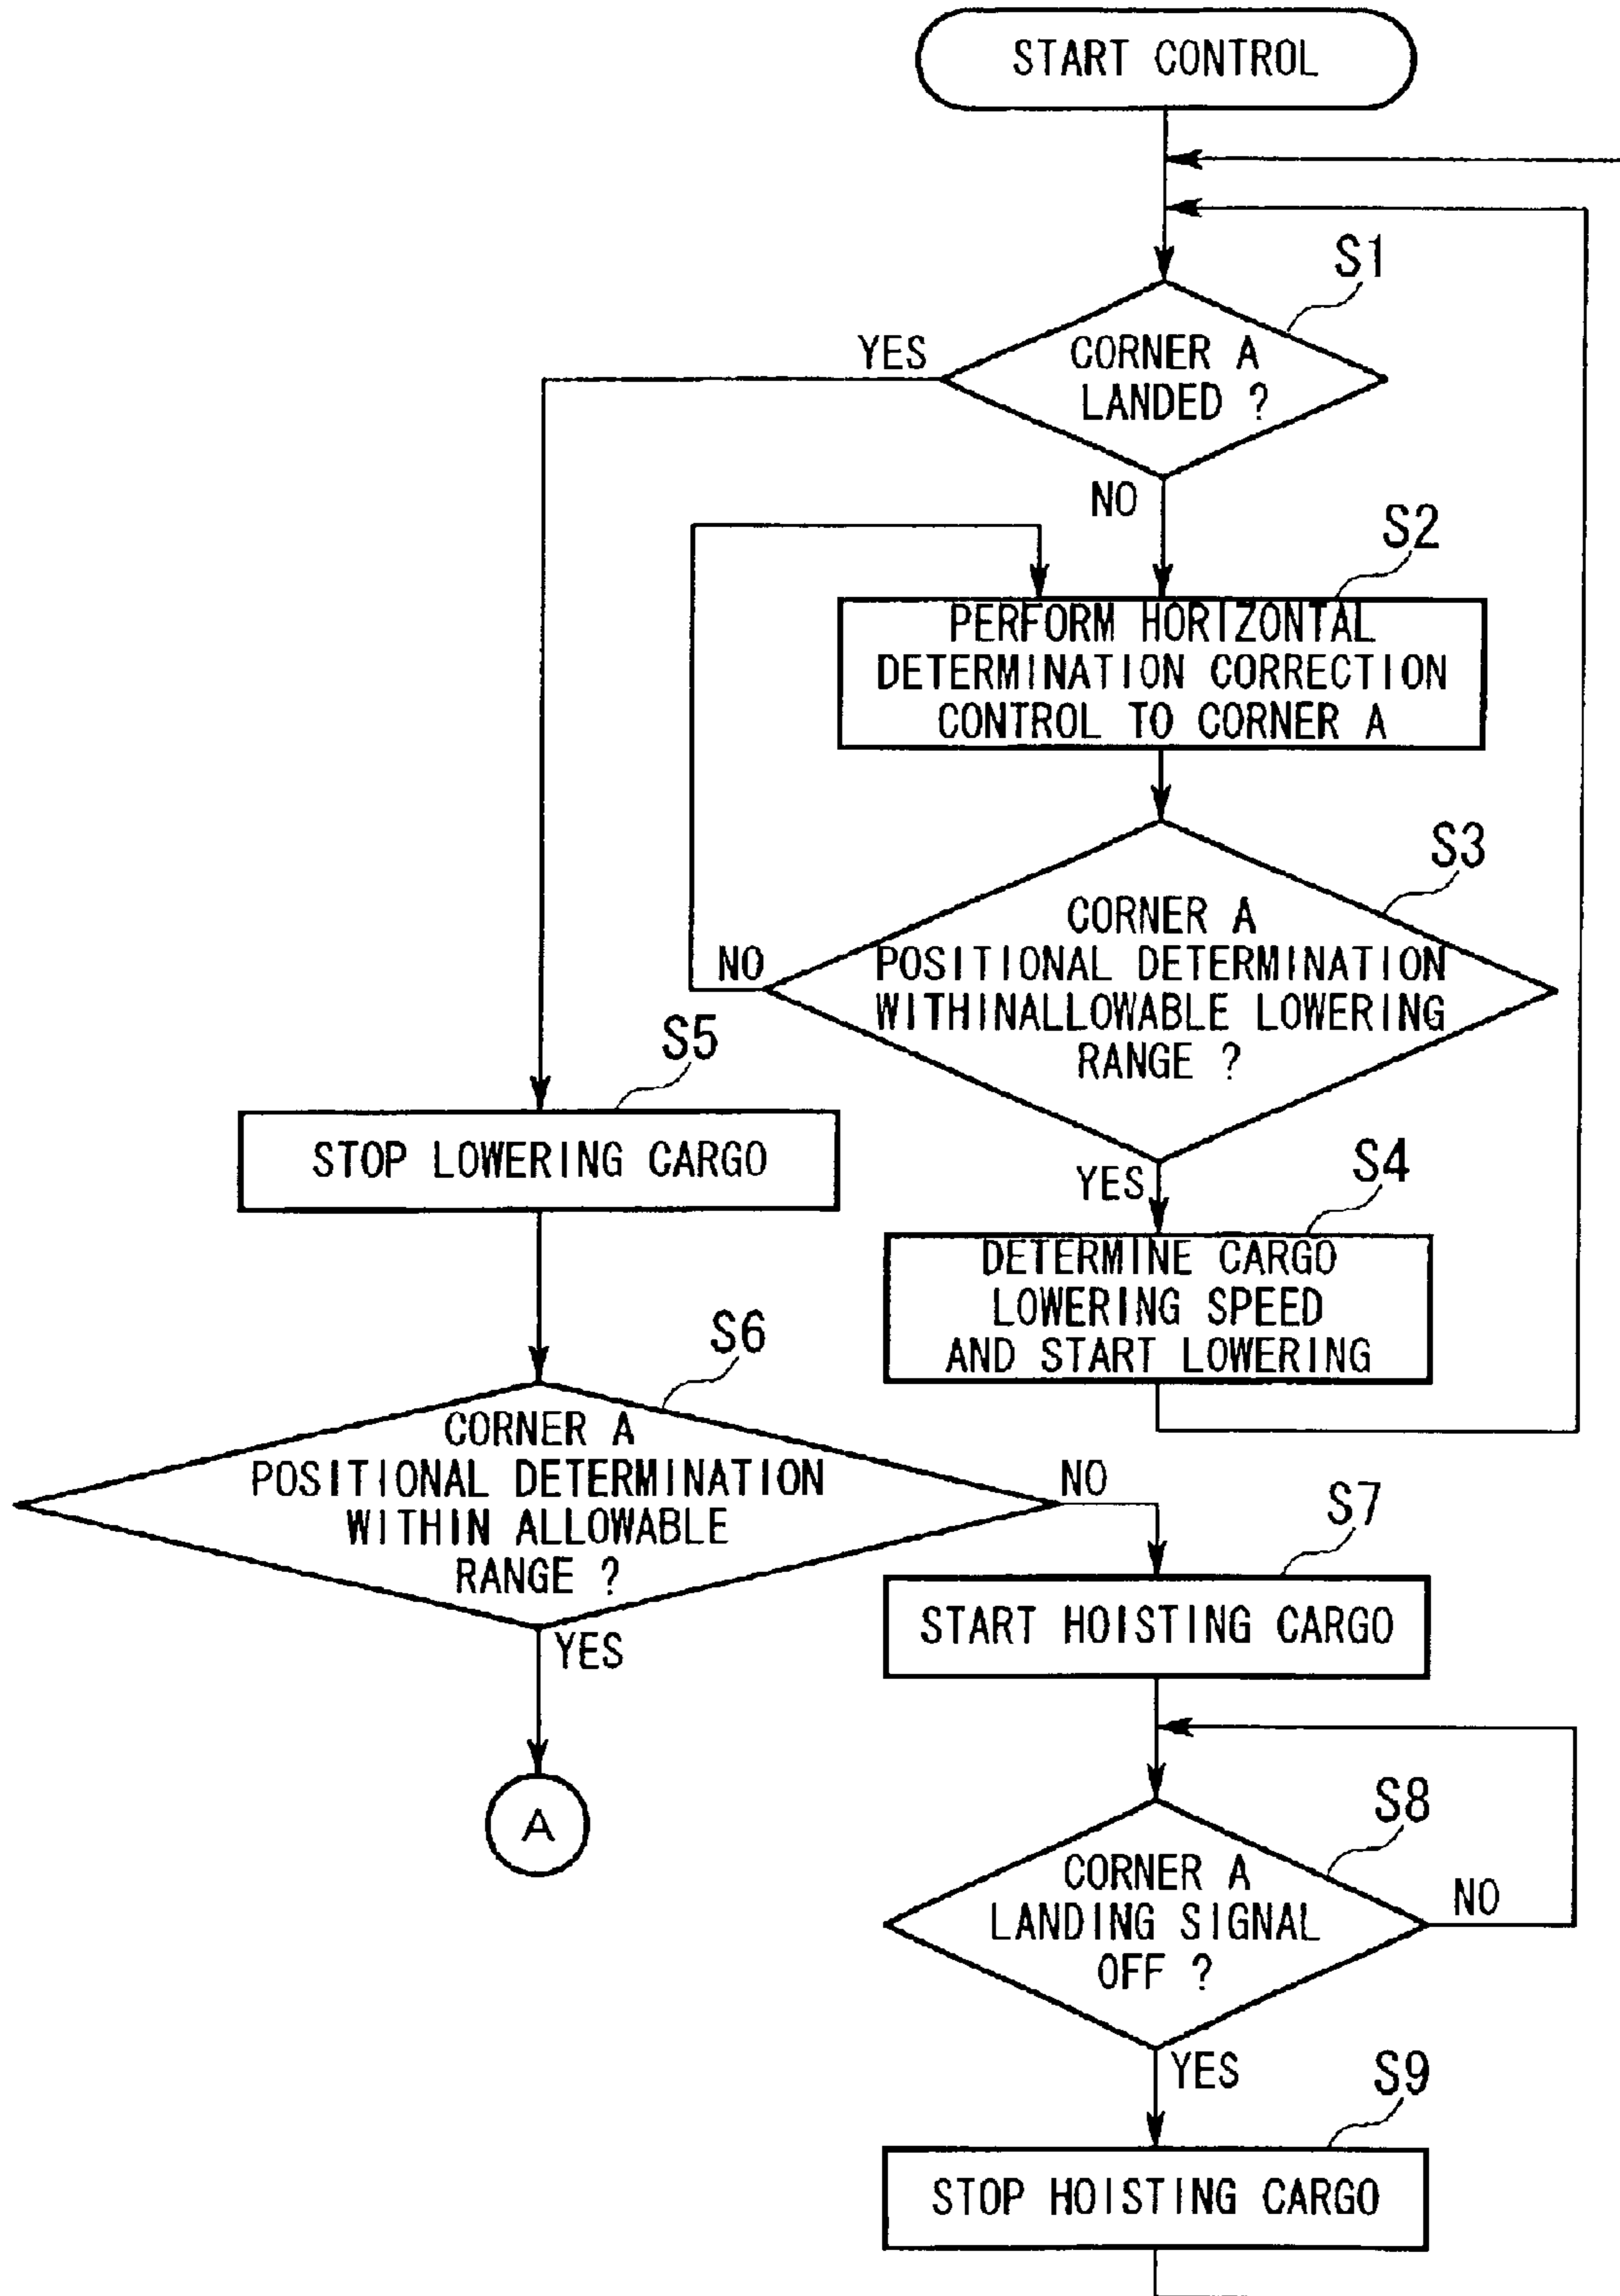 START CONTROL
S1
YES
CORNER A
LANDED ?
NO
S2
PERFORM HORIZONTAL
DETERMINATION CORRECTION
CONTROL TO CORNER A
S3
CORNER A
POSITIONAL DETERMINATION
WITHINALLOWABLE LOWERING
RANGE ?
NO
YES
S4
DETERMINE CARGO
LOWERING SPEED
AND START LOWERING
S5
STOP LOWERING CARGO
S6
CORNER A
POSITIONAL DETERMINATION
WITHIN ALLOWABLE
RANGE ?
NO
YES
A
S7
START HOISTING CARGO
S8
CORNER A
LANDING SIGNAL
OFF ?
NO
YES
S9
STOP HOISTING CARGO